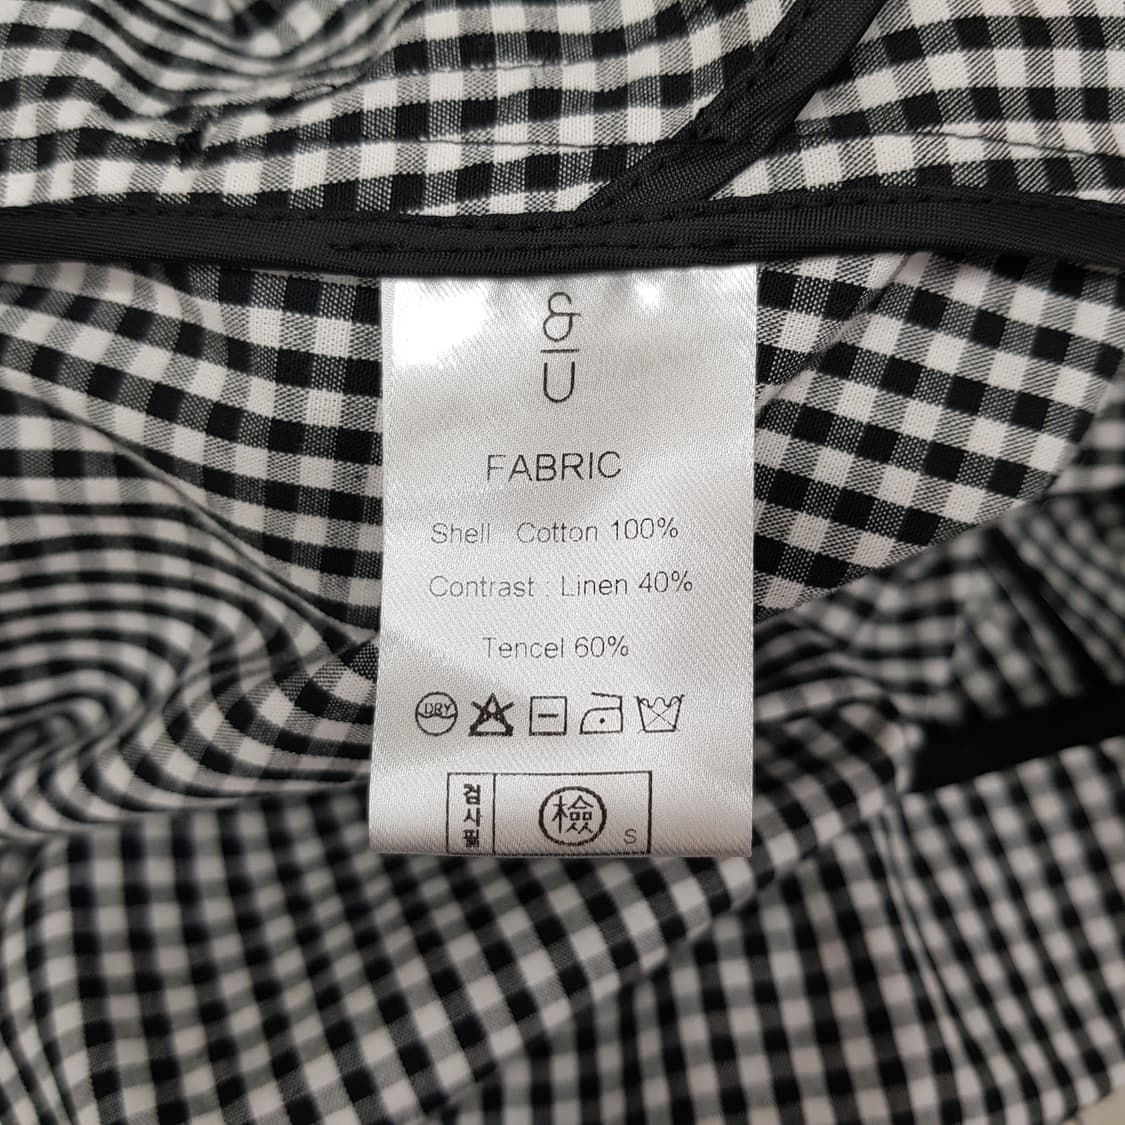 &
U
FABRIC
Shell Cotton 100%
Contrast : Linen 40%
Tencel 60%
DRY
검사필
檢
S